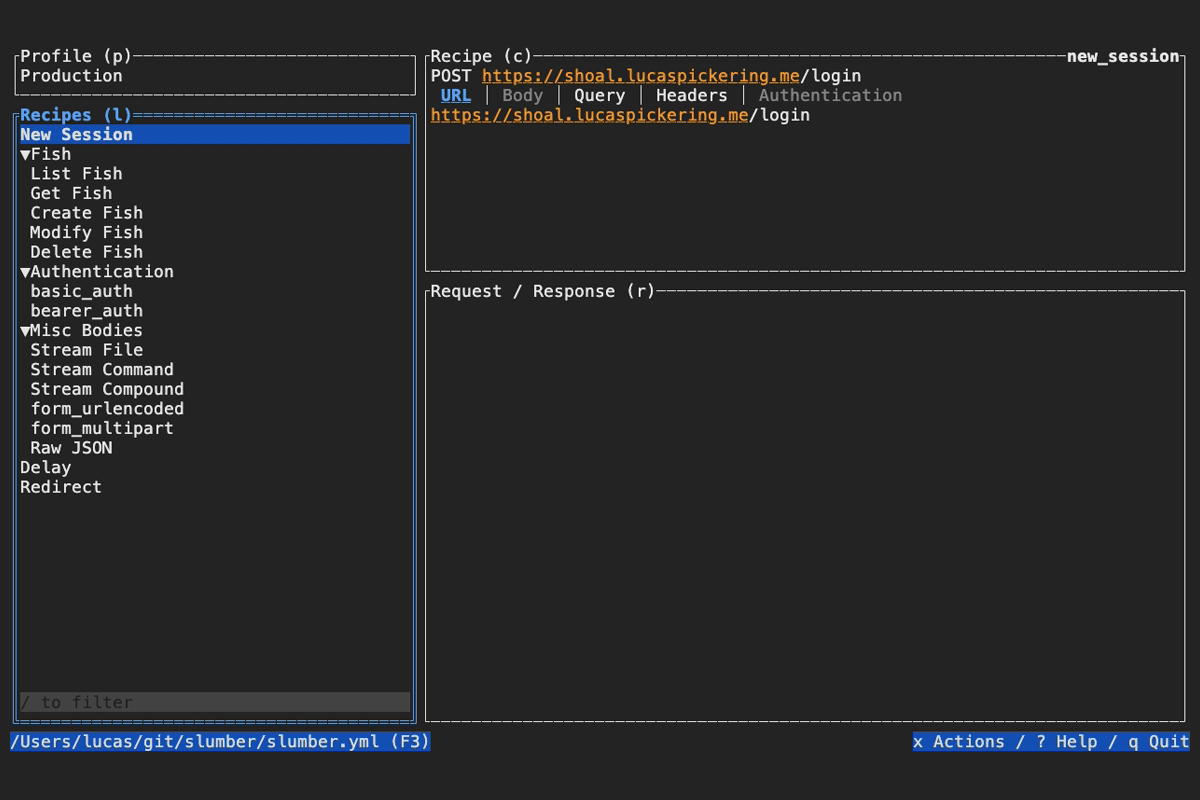 Profile (p)
Production
Recipes (l)
New Session
▼Fish
List Fish
Get Fish
Create Fish
Modify Fish
Delete Fish
▼Authentication
basic_auth
bearer_auth
▼Misc Bodies
Stream File
Stream Command
Stream Compound
form_urlencoded
form_multipart
Raw JSON
Delay
Redirect
/ to filter
Recipe (c) new_session
POST https://shoal.lucaspickering.me/login
URL | Body | Query | Headers | Authentication
https://shoal.lucaspickering.me/login
Request / Response (r)
/Users/lucas/git/slumber/slumber.yml (F3)
x Actions / ? Help / q Quit